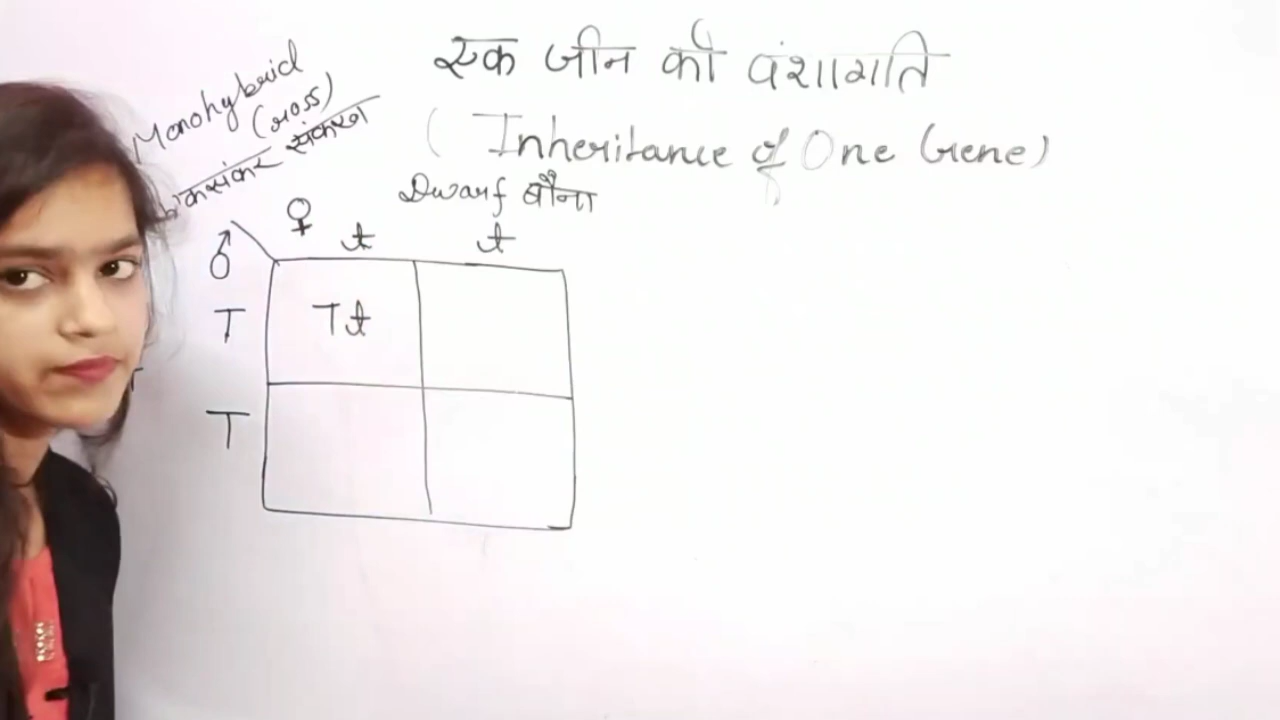 एक जीन की वंशागति
(Inheritance of One Gene)
Monohybrid
(cross)
एकसंकर संकरण
Dwarf बौना
♀
♂ t t
T Tt
T